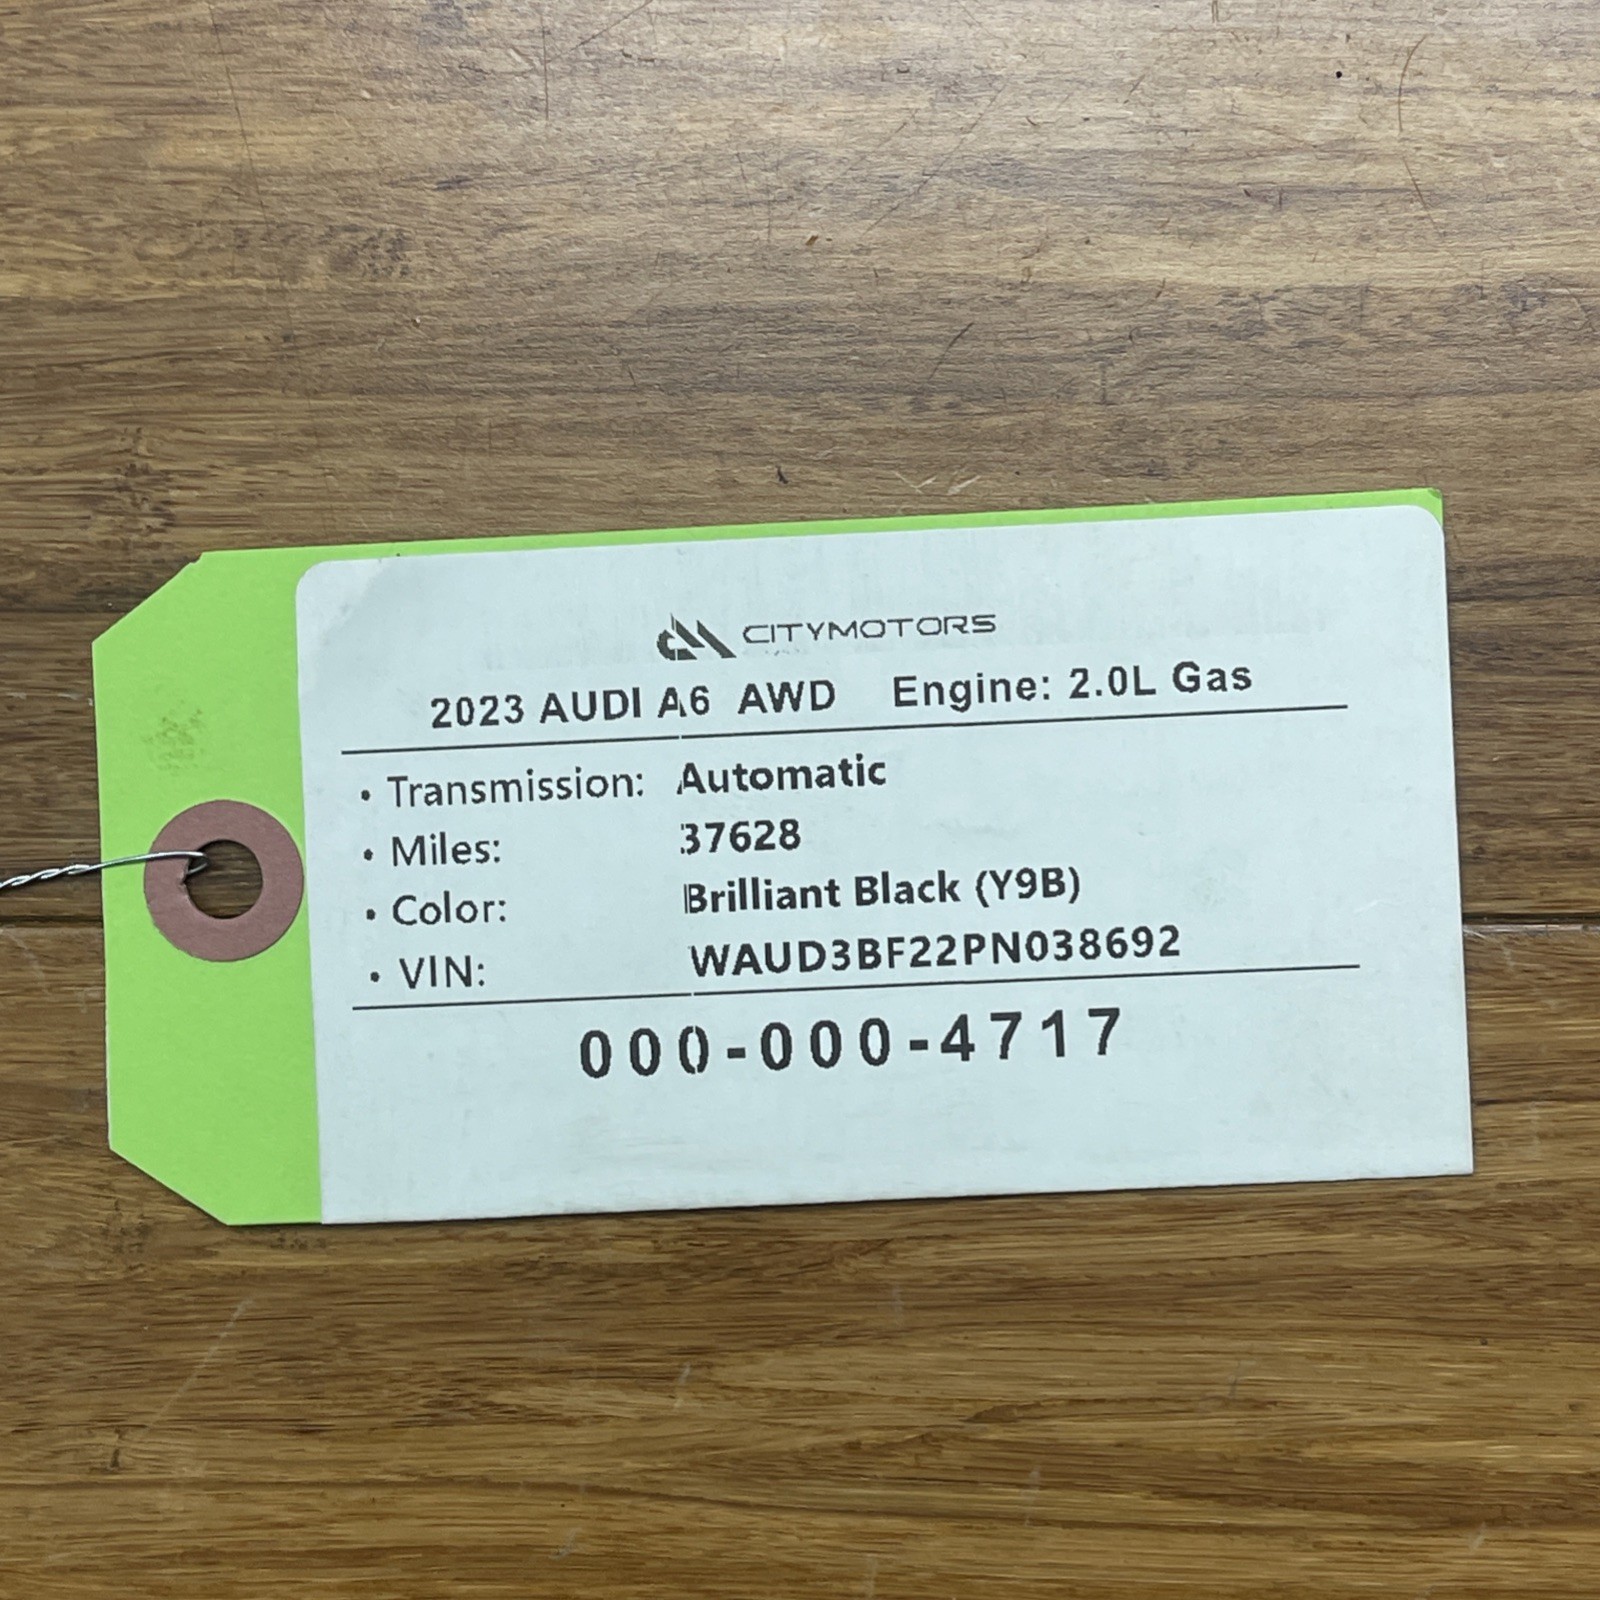 CITYMOTORS
2023 AUDI A6 AWD Engine: 2.0L Gas
• Transmission: Automatic
• Miles: 37628
• Color: Brilliant Black (Y9B)
• VIN: WAUD3BF22PN038692
000-000-4717